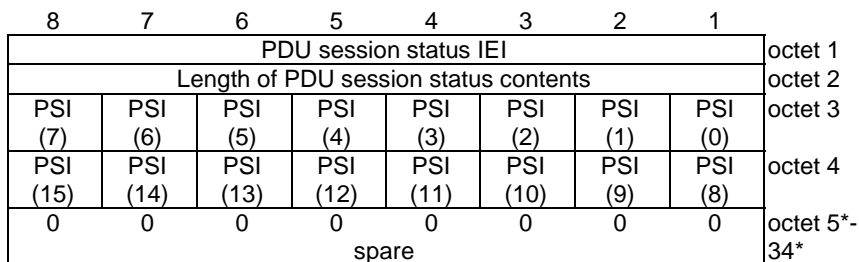 8 7 6 5 4 3 2 1
PDU session status IEI octet 1
Length of PDU session status contents octet 2
PSI PSI PSI PSI PSI PSI PSI PSI octet 3
(7) (6) (5) (4) (3) (2) (1) (0)
PSI PSI PSI PSI PSI PSI PSI PSI octet 4
(15) (14) (13) (12) (11) (10) (9) (8)
0 0 0 0 0 0 0 0 octet 5*-
spare 34*